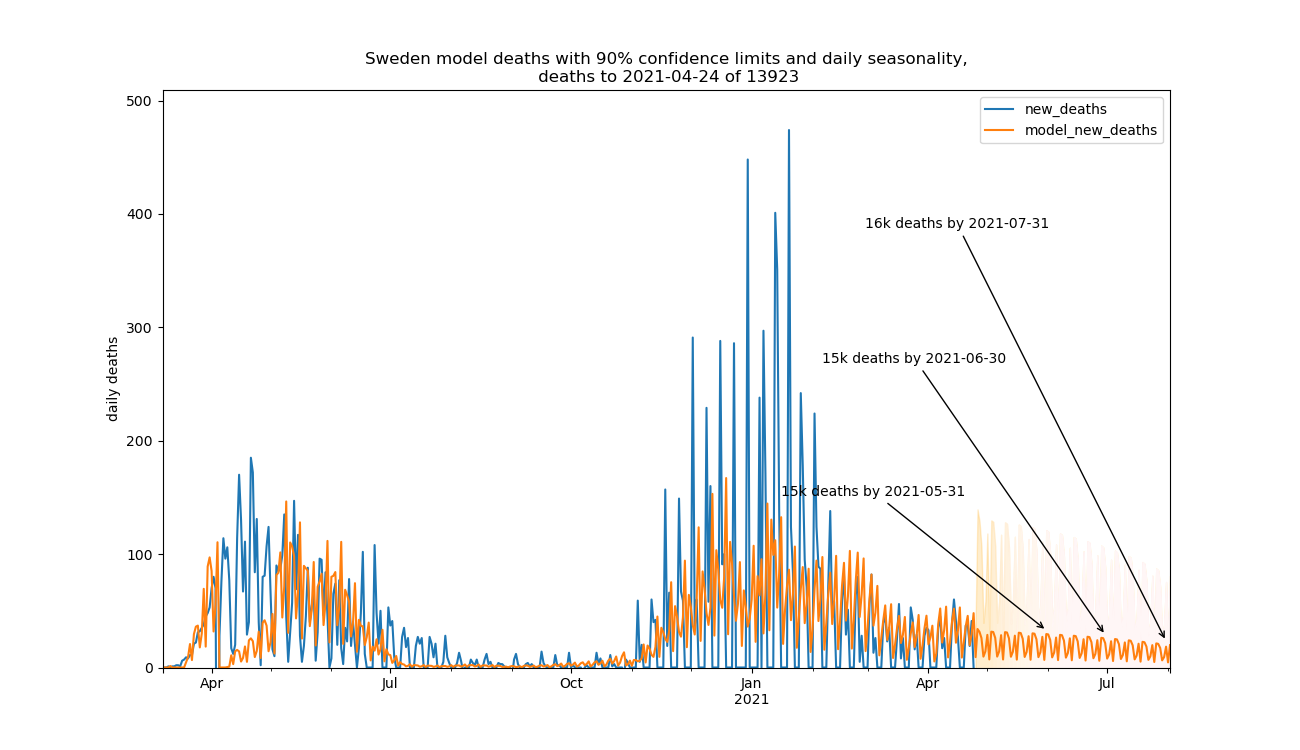 Sweden model deaths with 90% confidence limits and daily seasonality,
deaths to 2021-04-24 of 13923
new_deaths
model_new_deaths
daily deaths
500
400
300
200
100
0
16k deaths by 2021-07-31
15k deaths by 2021-06-30
15k deaths by 2021-05-31
Apr
Jul
Oct
Jan
2021
Apr
Jul